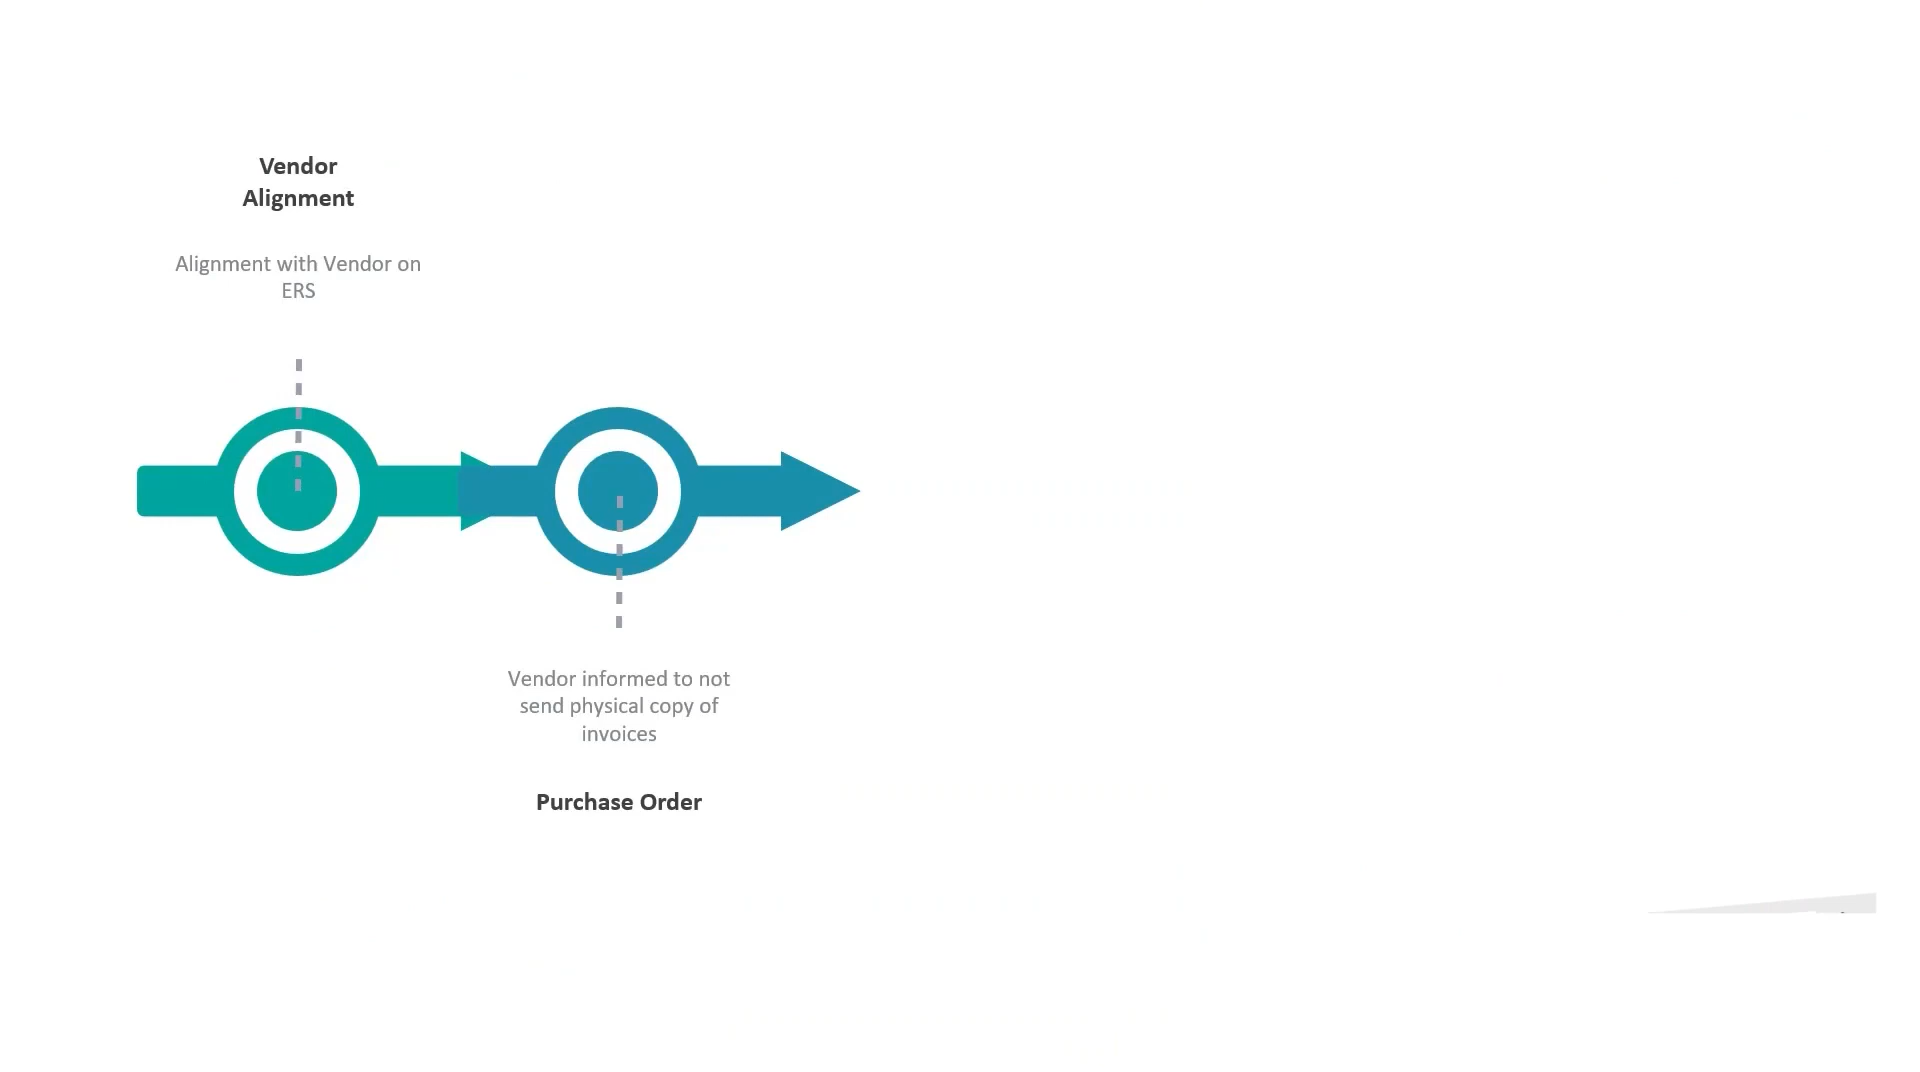 Vendor
Alignment
Alignment with Vendor on
ERS
Vendor informed to not
send physical copy of
invoices
Purchase Order